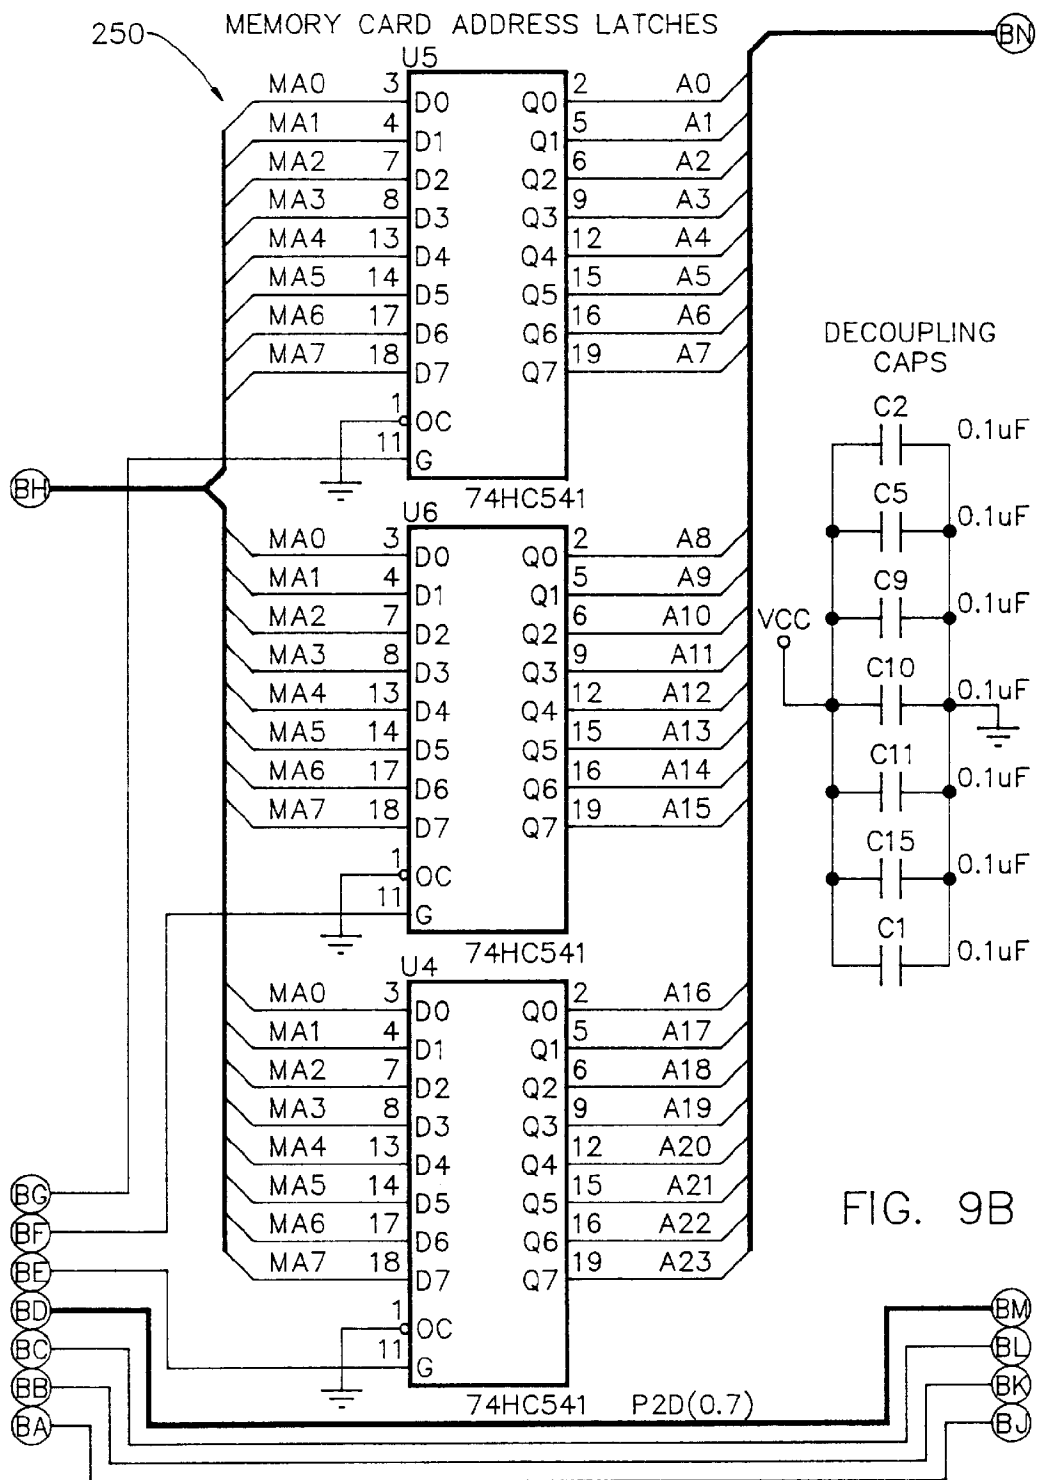 MEMORY CARD ADDRESS LATCHES
250
BN
U5
MA0 3 D0 Q0 2 A0
MA1 4 D1 Q1 5 A1
MA2 7 D2 Q2 6 A2
MA3 8 D3 Q3 9 A3
MA4 13 D4 Q4 12 A4
MA5 14 D5 Q5 15 A5
MA6 17 D6 Q6 16 A6
MA7 18 D7 Q7 19 A7
1 OC
11 G
74HC541
BH
U6
MA0 3 D0 Q0 2 A8
MA1 4 D1 Q1 5 A9
MA2 7 D2 Q2 6 A10
MA3 8 D3 Q3 9 A11
MA4 13 D4 Q4 12 A12
MA5 14 D5 Q5 15 A13
MA6 17 D6 Q6 16 A14
MA7 18 D7 Q7 19 A15
1 OC
11 G
74HC541
U4
MA0 3 D0 Q0 2 A16
MA1 4 D1 Q1 5 A17
MA2 7 D2 Q2 6 A18
MA3 8 D3 Q3 9 A19
MA4 13 D4 Q4 12 A20
MA5 14 D5 Q5 15 A21
MA6 17 D6 Q6 16 A22
MA7 18 D7 Q7 19 A23
1 OC
11 G
74HC541
P2D(0.7)
DECOUPLING
CAPS
C2 0.1uF
C5 0.1uF
C9 0.1uF
VCC
C10 0.1uF
C11 0.1uF
C15 0.1uF
C1 0.1uF
FIG. 9B
BG
BF
BE
BD
BC
BB
BA
BM
BL
BK
BJ